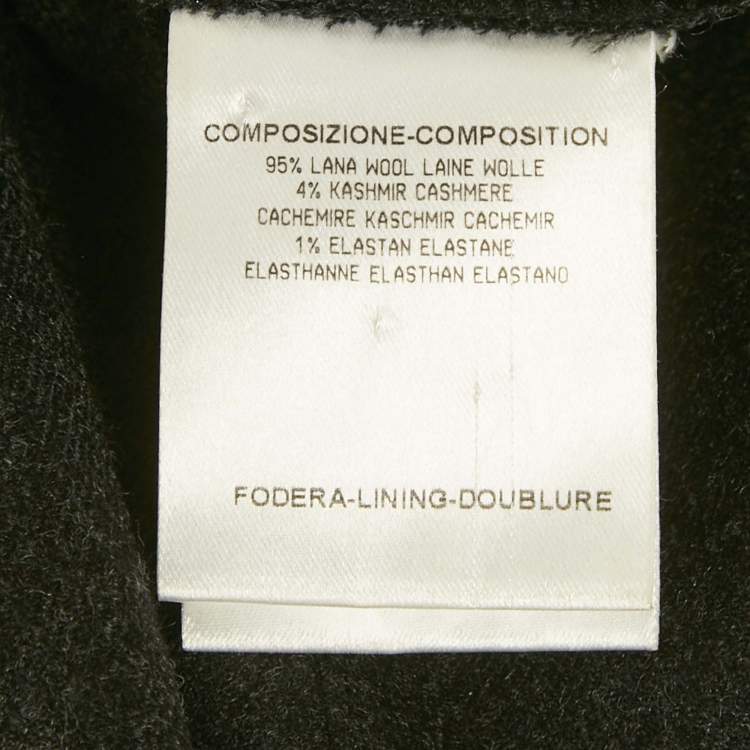 COMPOSIZIONE-COMPOSITION
95% LANA WOOL LAINE WOLLE
4% KASHMIR CASHMERE
CACHEMIRE KASCHMIR CACHEMIR
1% ELASTAN ELASTANE
ELASTHANNE ELASTHAN ELASTANO
FODERA-LINING-DOUBLURE